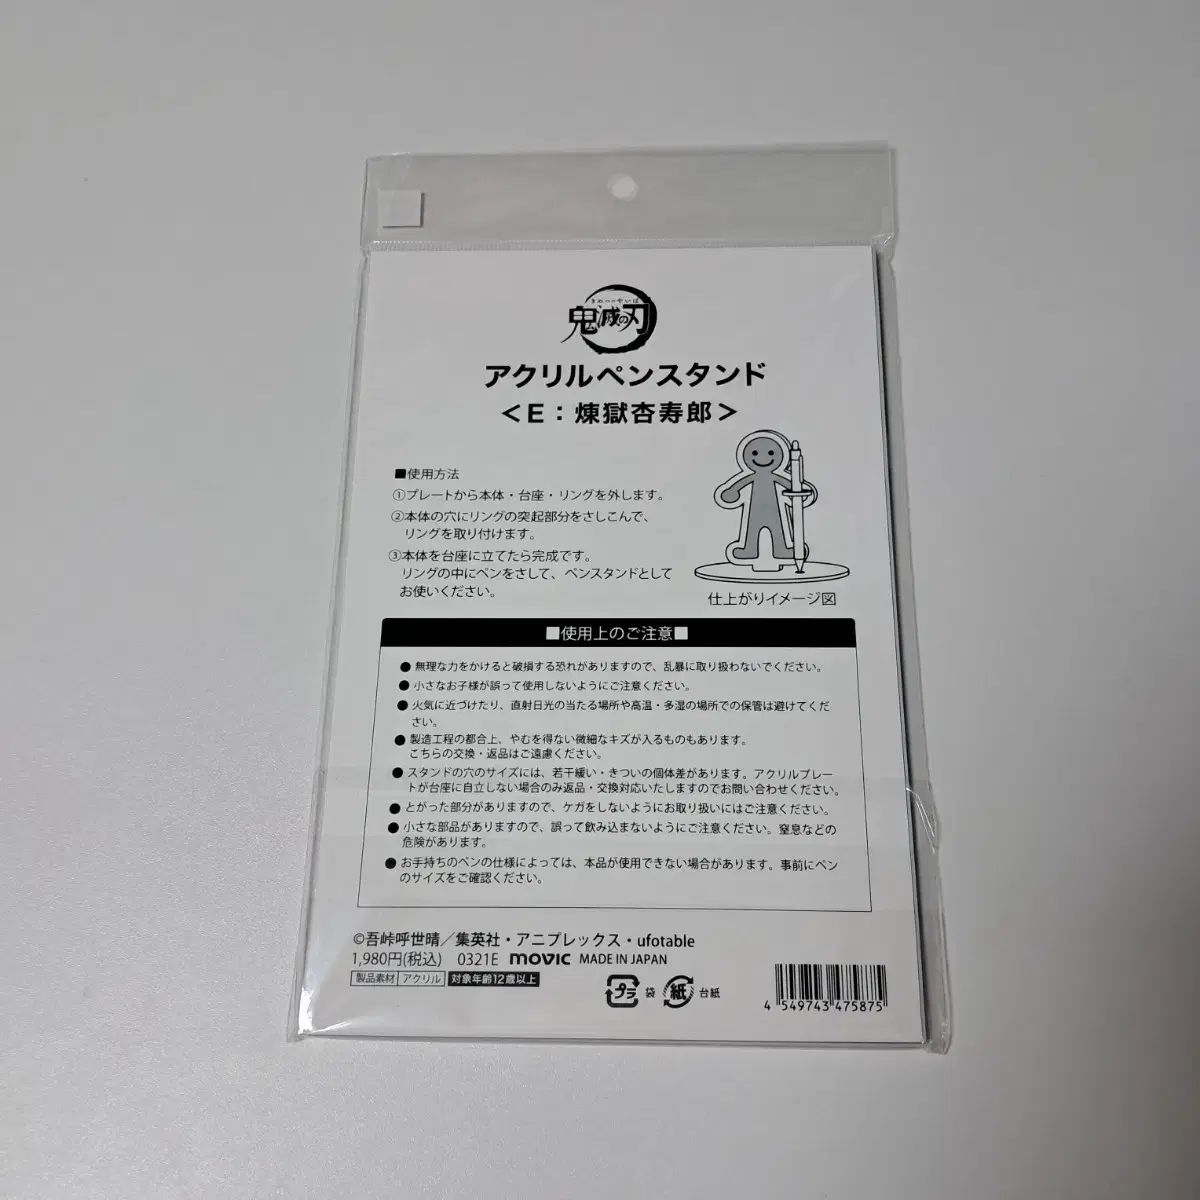 きめつのやいば
鬼滅の刃
アクリルペンスタンド
＜E：煉獄杏寿郎＞
■使用方法
①プレートから本体・台座・リングを外します。
②本体の穴にリングの突起部分をさしこんで、
リングを取り付けます。
③本体を台座に立てたら完成です。
リングの中にペンをさして、ペンスタンドとして
お使いください。
仕上がりイメージ図
■使用上のご注意■
●無理な力をかけると破損する恐れがありますので、乱暴に取り扱わないでください。
●小さなお子様が誤って使用しないようにご注意ください。
●火気に近づけたり、直射日光の当たる場所や高温・多湿の場所での保管は避けてくだ
さい。
●製造工程の都合上、やむを得ない微細なキズが入るものもあります。
こちらの交換・返品はご遠慮ください。
●スタンドの穴のサイズには、若干緩い・きついの個体差があります。アクリルプレー
トが台座に自立しない場合のみ返品・交換対応いたしますのでお問い合わせください。
●とがった部分がありますので、ケガをしないようにお取り扱いにはご注意ください。
●小さな部品がありますので、誤って飲み込まないようにご注意ください。窒息などの
危険があります。
●お手持ちのペンの仕様によっては、本品が使用できない場合があります。事前にペン
のサイズをご確認ください。
©吾峠呼世晴／集英社・アニプレックス・ufotable
1,980円(税込) 0321E movic MADE IN JAPAN
製品素材 アクリル 対象年齢12歳以上
プラ 袋 紙 台紙
4 549743 475875